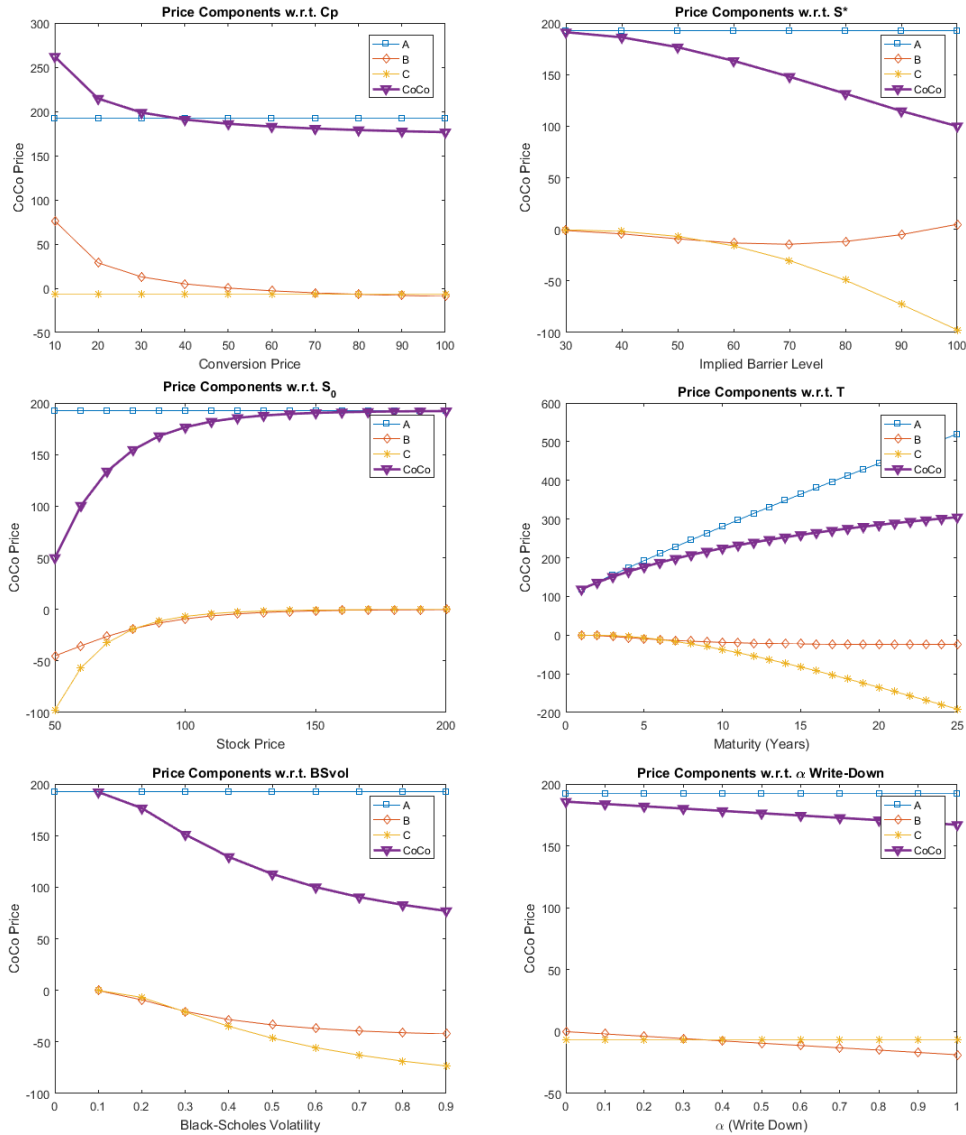 Price Components w.r.t. Cp
300
250
200
150
100
50
0
-50
CoCo Price
A
B
C
CoCo
10 20 30 40 50 60 70 80 90 100
Conversion Price
Price Components w.r.t. S*
200
150
100
50
0
-50
-100
CoCo Price
A
B
C
CoCo
30 40 50 60 70 80 90 100
Implied Barrier Level
Price Components w.r.t. S₀
200
150
100
50
0
-50
-100
CoCo Price
A
B
C
CoCo
50 100 150 200
Stock Price
Price Components w.r.t. T
600
500
400
300
200
100
0
-100
-200
CoCo Price
A
B
C
CoCo
0 5 10 15 20 25
Maturity (Years)
Price Components w.r.t. BSvol
200
150
100
50
0
-50
-100
CoCo Price
A
B
C
CoCo
0 0.1 0.2 0.3 0.4 0.5 0.6 0.7 0.8 0.9
Black-Scholes Volatility
Price Components w.r.t. α Write-Down
200
150
100
50
0
-50
CoCo Price
A
B
C
CoCo
0 0.1 0.2 0.3 0.4 0.5 0.6 0.7 0.8 0.9 1
α (Write Down)